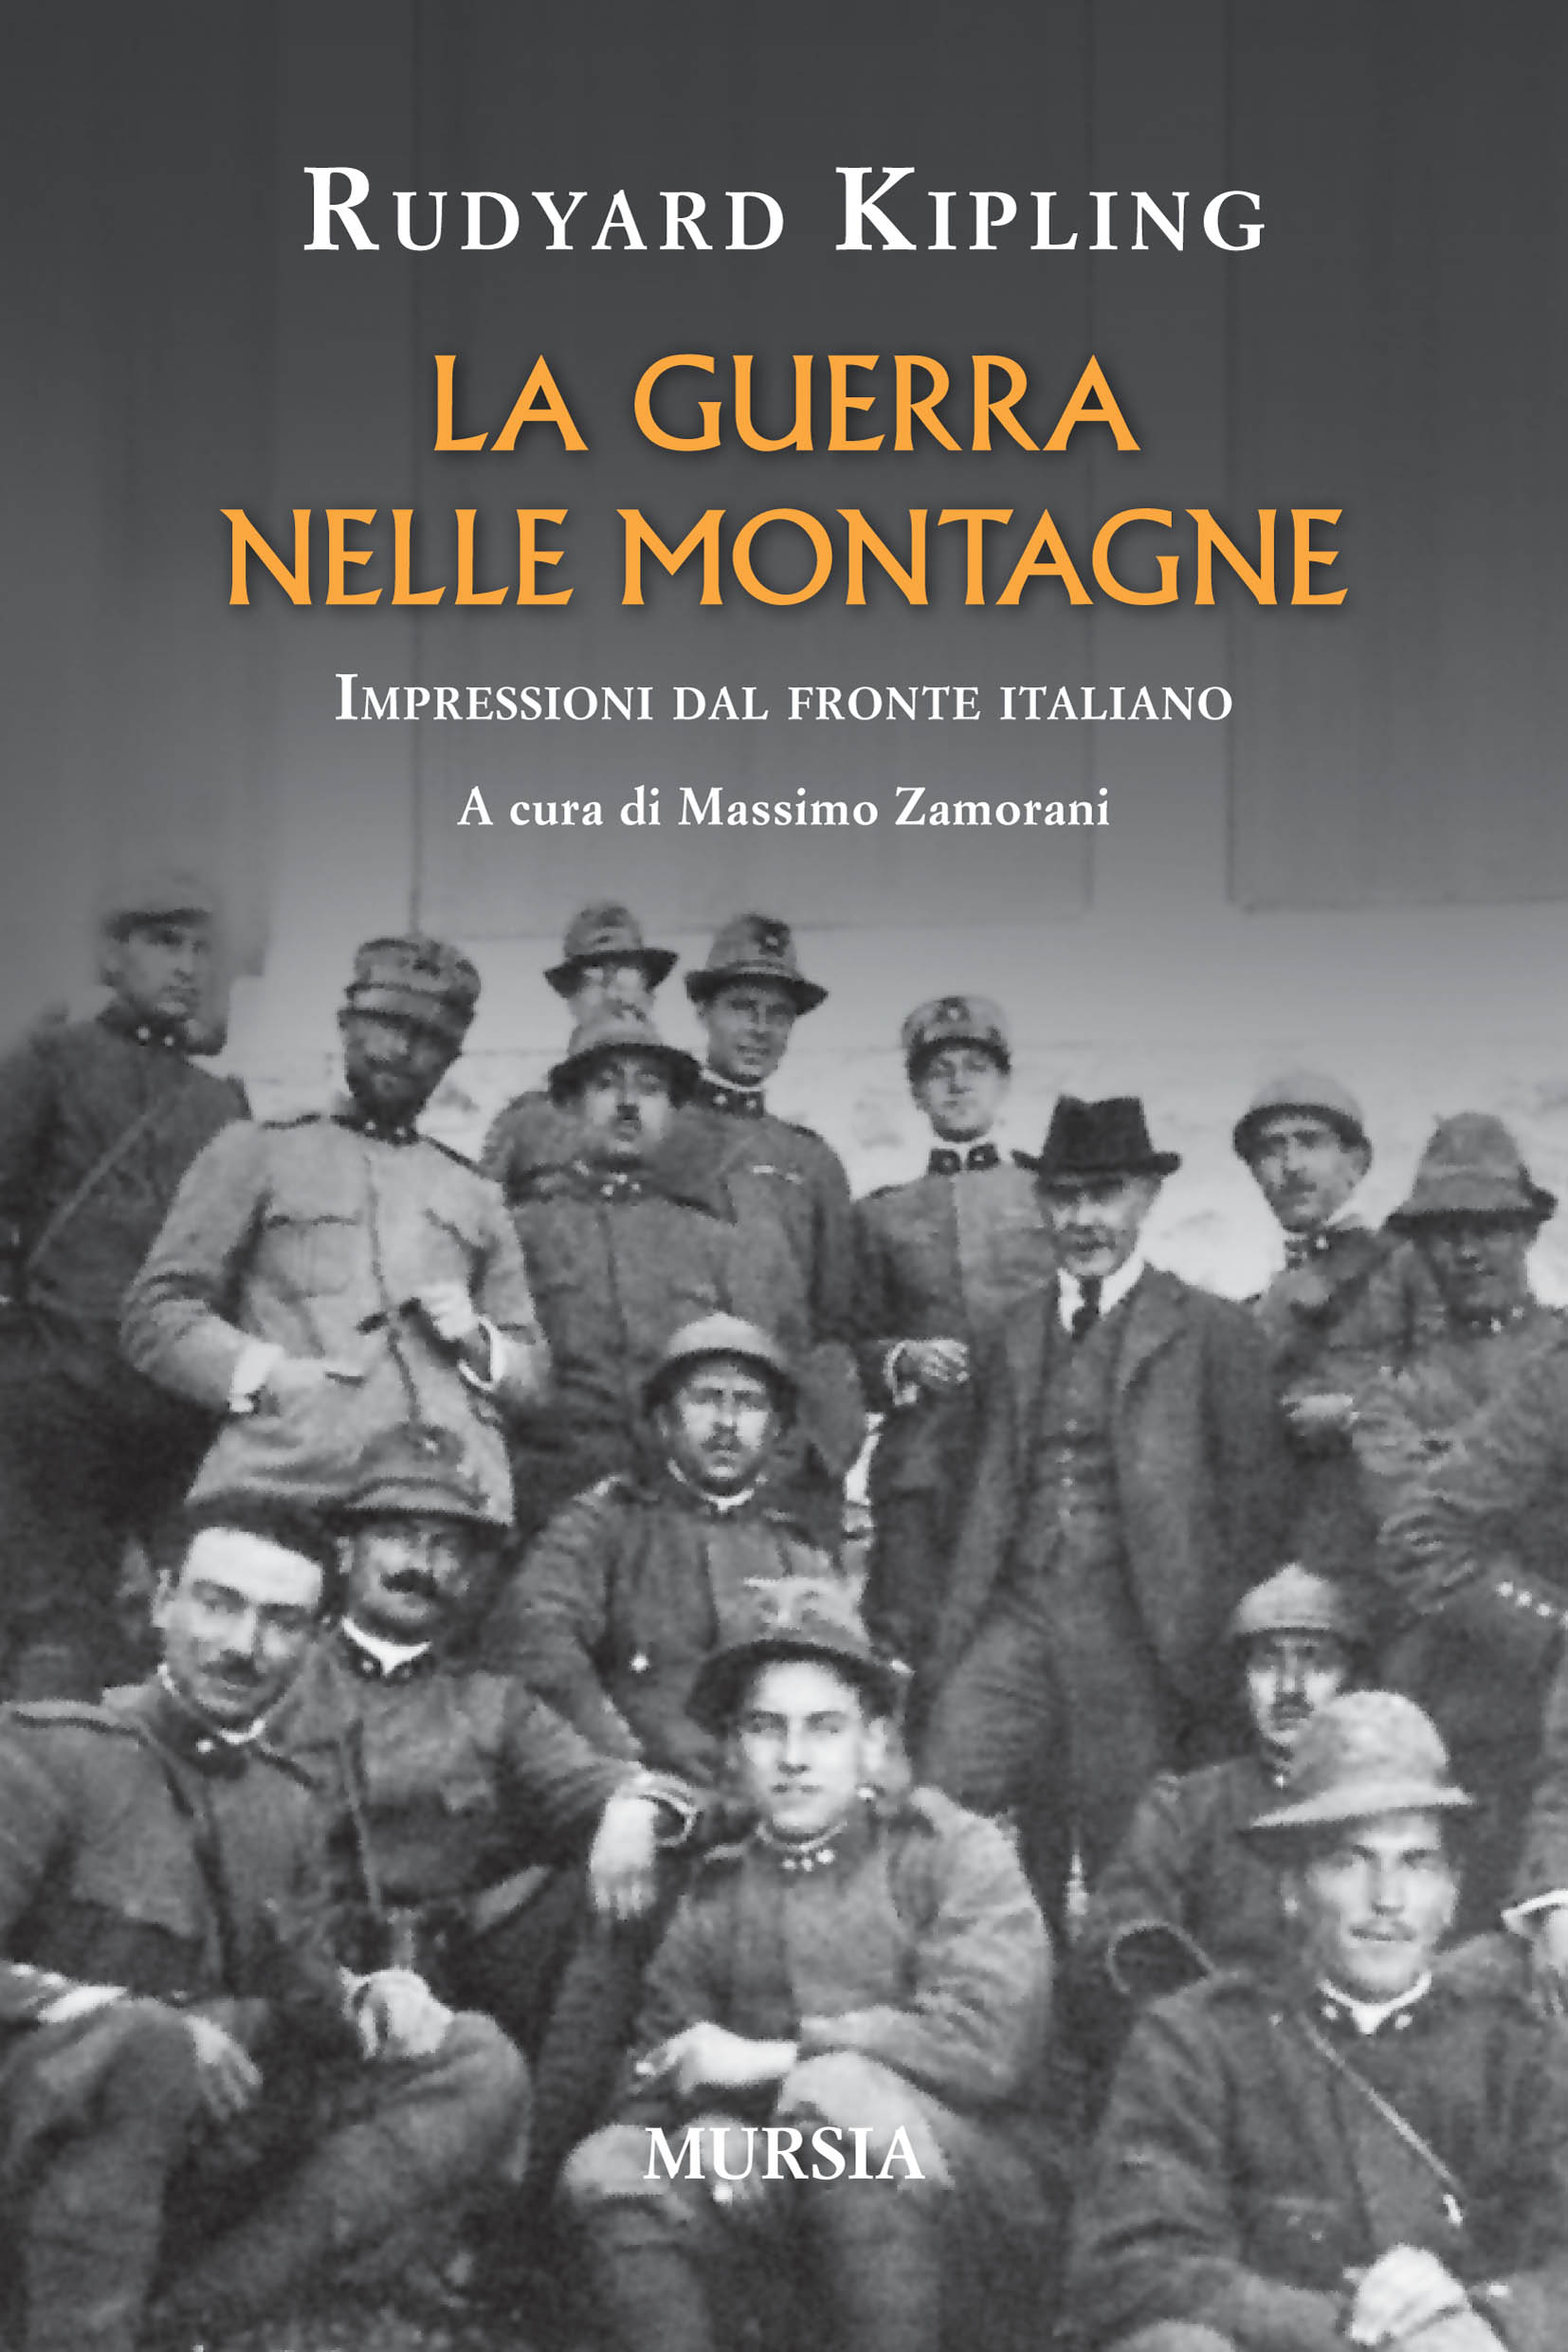 RUDYARD KIPLING
LA GUERRA
NELLE MONTAGNE
IMPRESSIONI DAL FRONTE ITALIANO
A cura di Massimo Zamorani
MURSIA